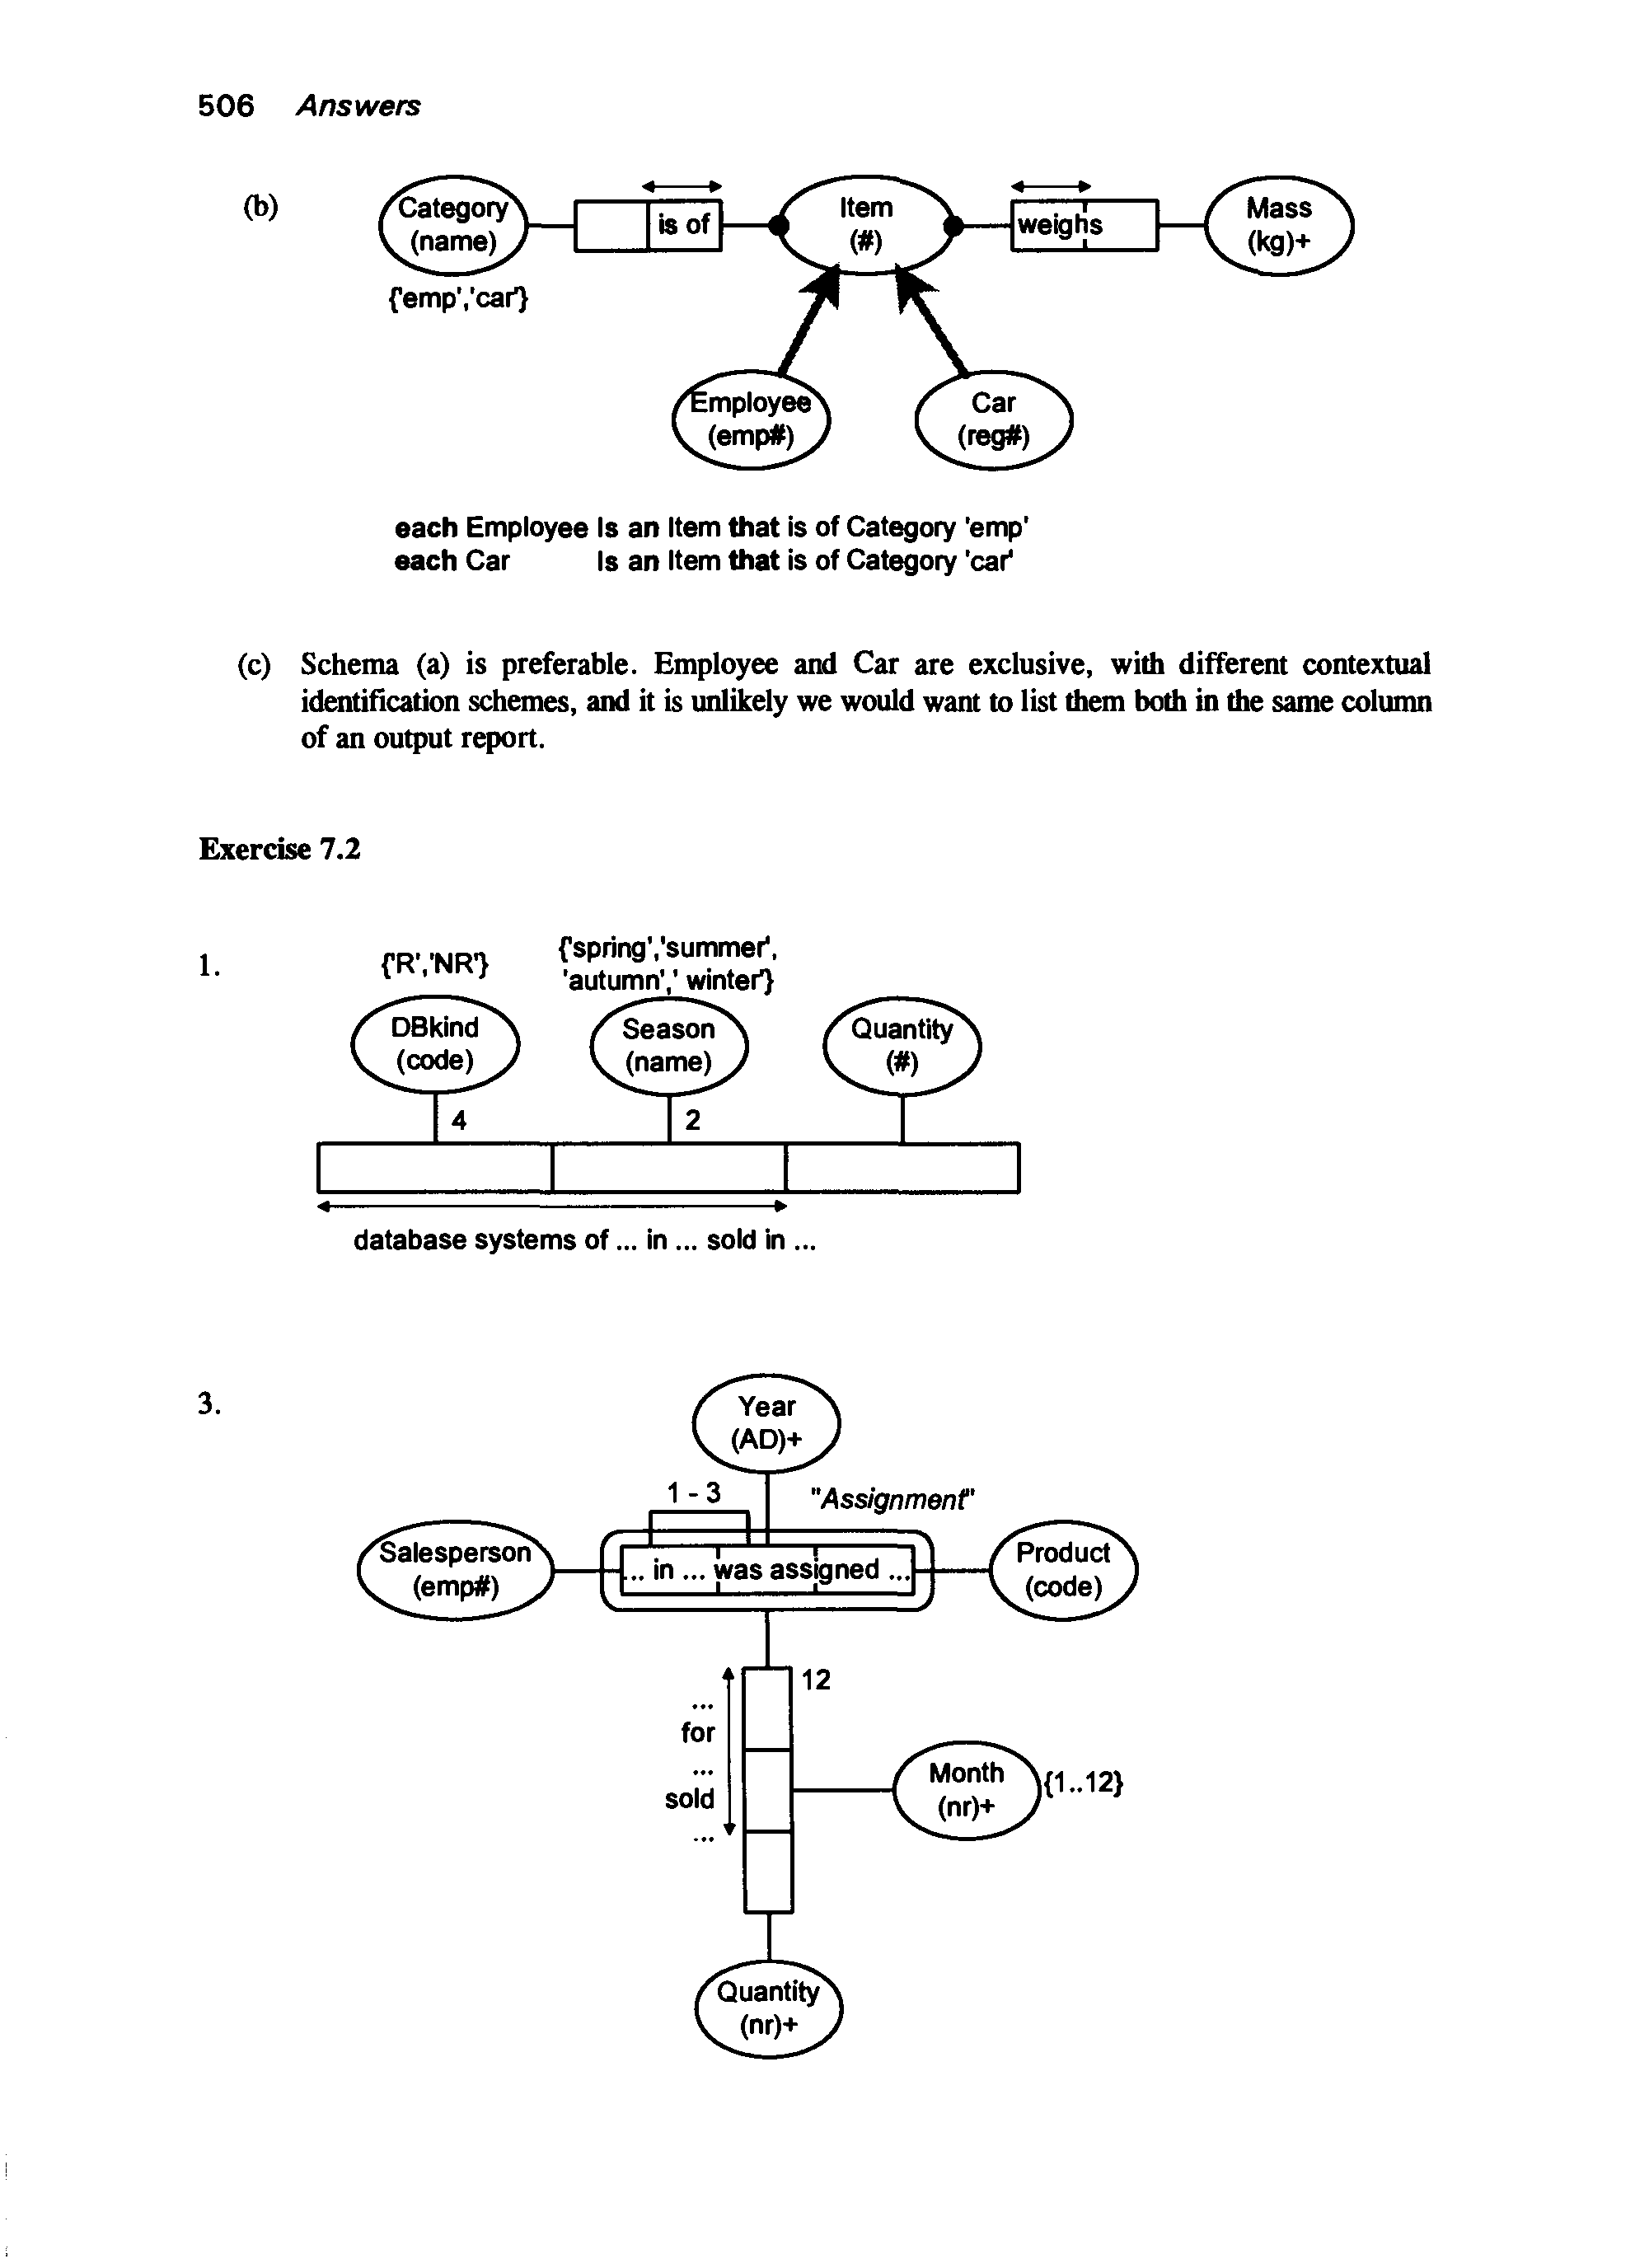 506 Answers
(b)
Category
(name)
{'emp','car'}
is of
Item
(#)
weighs
Mass
(kg)+
Employee
(emp#)
Car
(reg#)
each Employee Is an Item that is of Category 'emp'
each Car Is an Item that is of Category 'car'
(c) Schema (a) is preferable. Employee and Car are exclusive, with different contextual
identification schemes, and it is unlikely we would want to list them both in the same column
of an output report.
Exercise 7.2
1.
{'R','NR'}
{'spring','summer',
'autumn',' winter'}
DBkind
(code)
Season
(name)
Quantity
(#)
4
2
database systems of ... in ... sold in ...
3.
Year
(AD)+
1 - 3
"Assignment"
Salesperson
(emp#)
... in ... was assigned ...
Product
(code)
12
...
for
...
sold
...
Month
(nr)+
{1..12}
Quantity
(nr)+